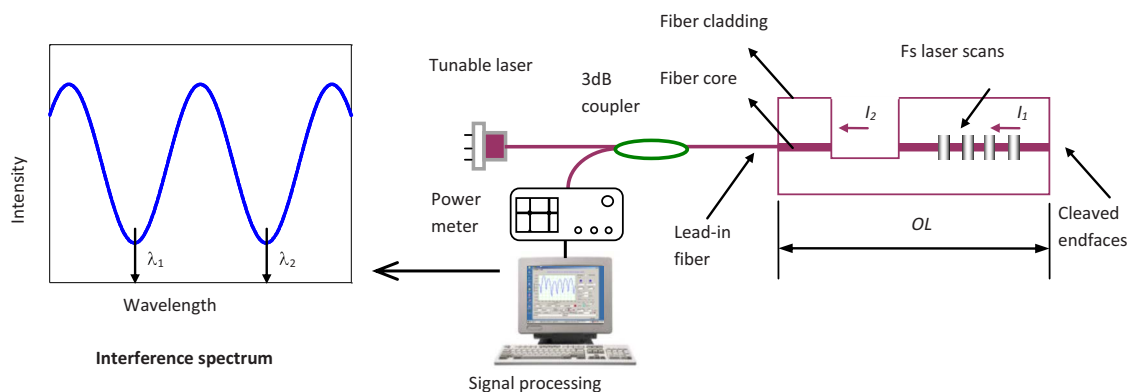 Intensity
λ1
λ2
Wavelength
Interference spectrum
Tunable laser
3dB
coupler
Power
meter
Signal processing
Fiber cladding
Fiber core
Fs laser scans
I2
I1
Lead-in
fiber
OL
Cleaved
endfaces